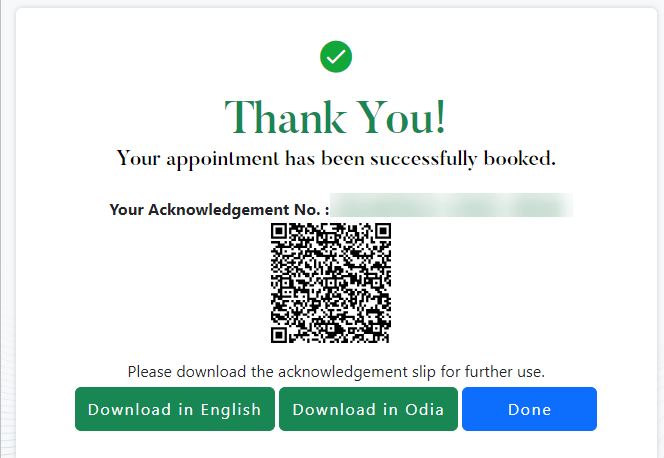 Thank You!
Your appointment has been successfully booked.
Your Acknowledgement No. :
Please download the acknowledgement slip for further use.
Download in English
Download in Odia
Done